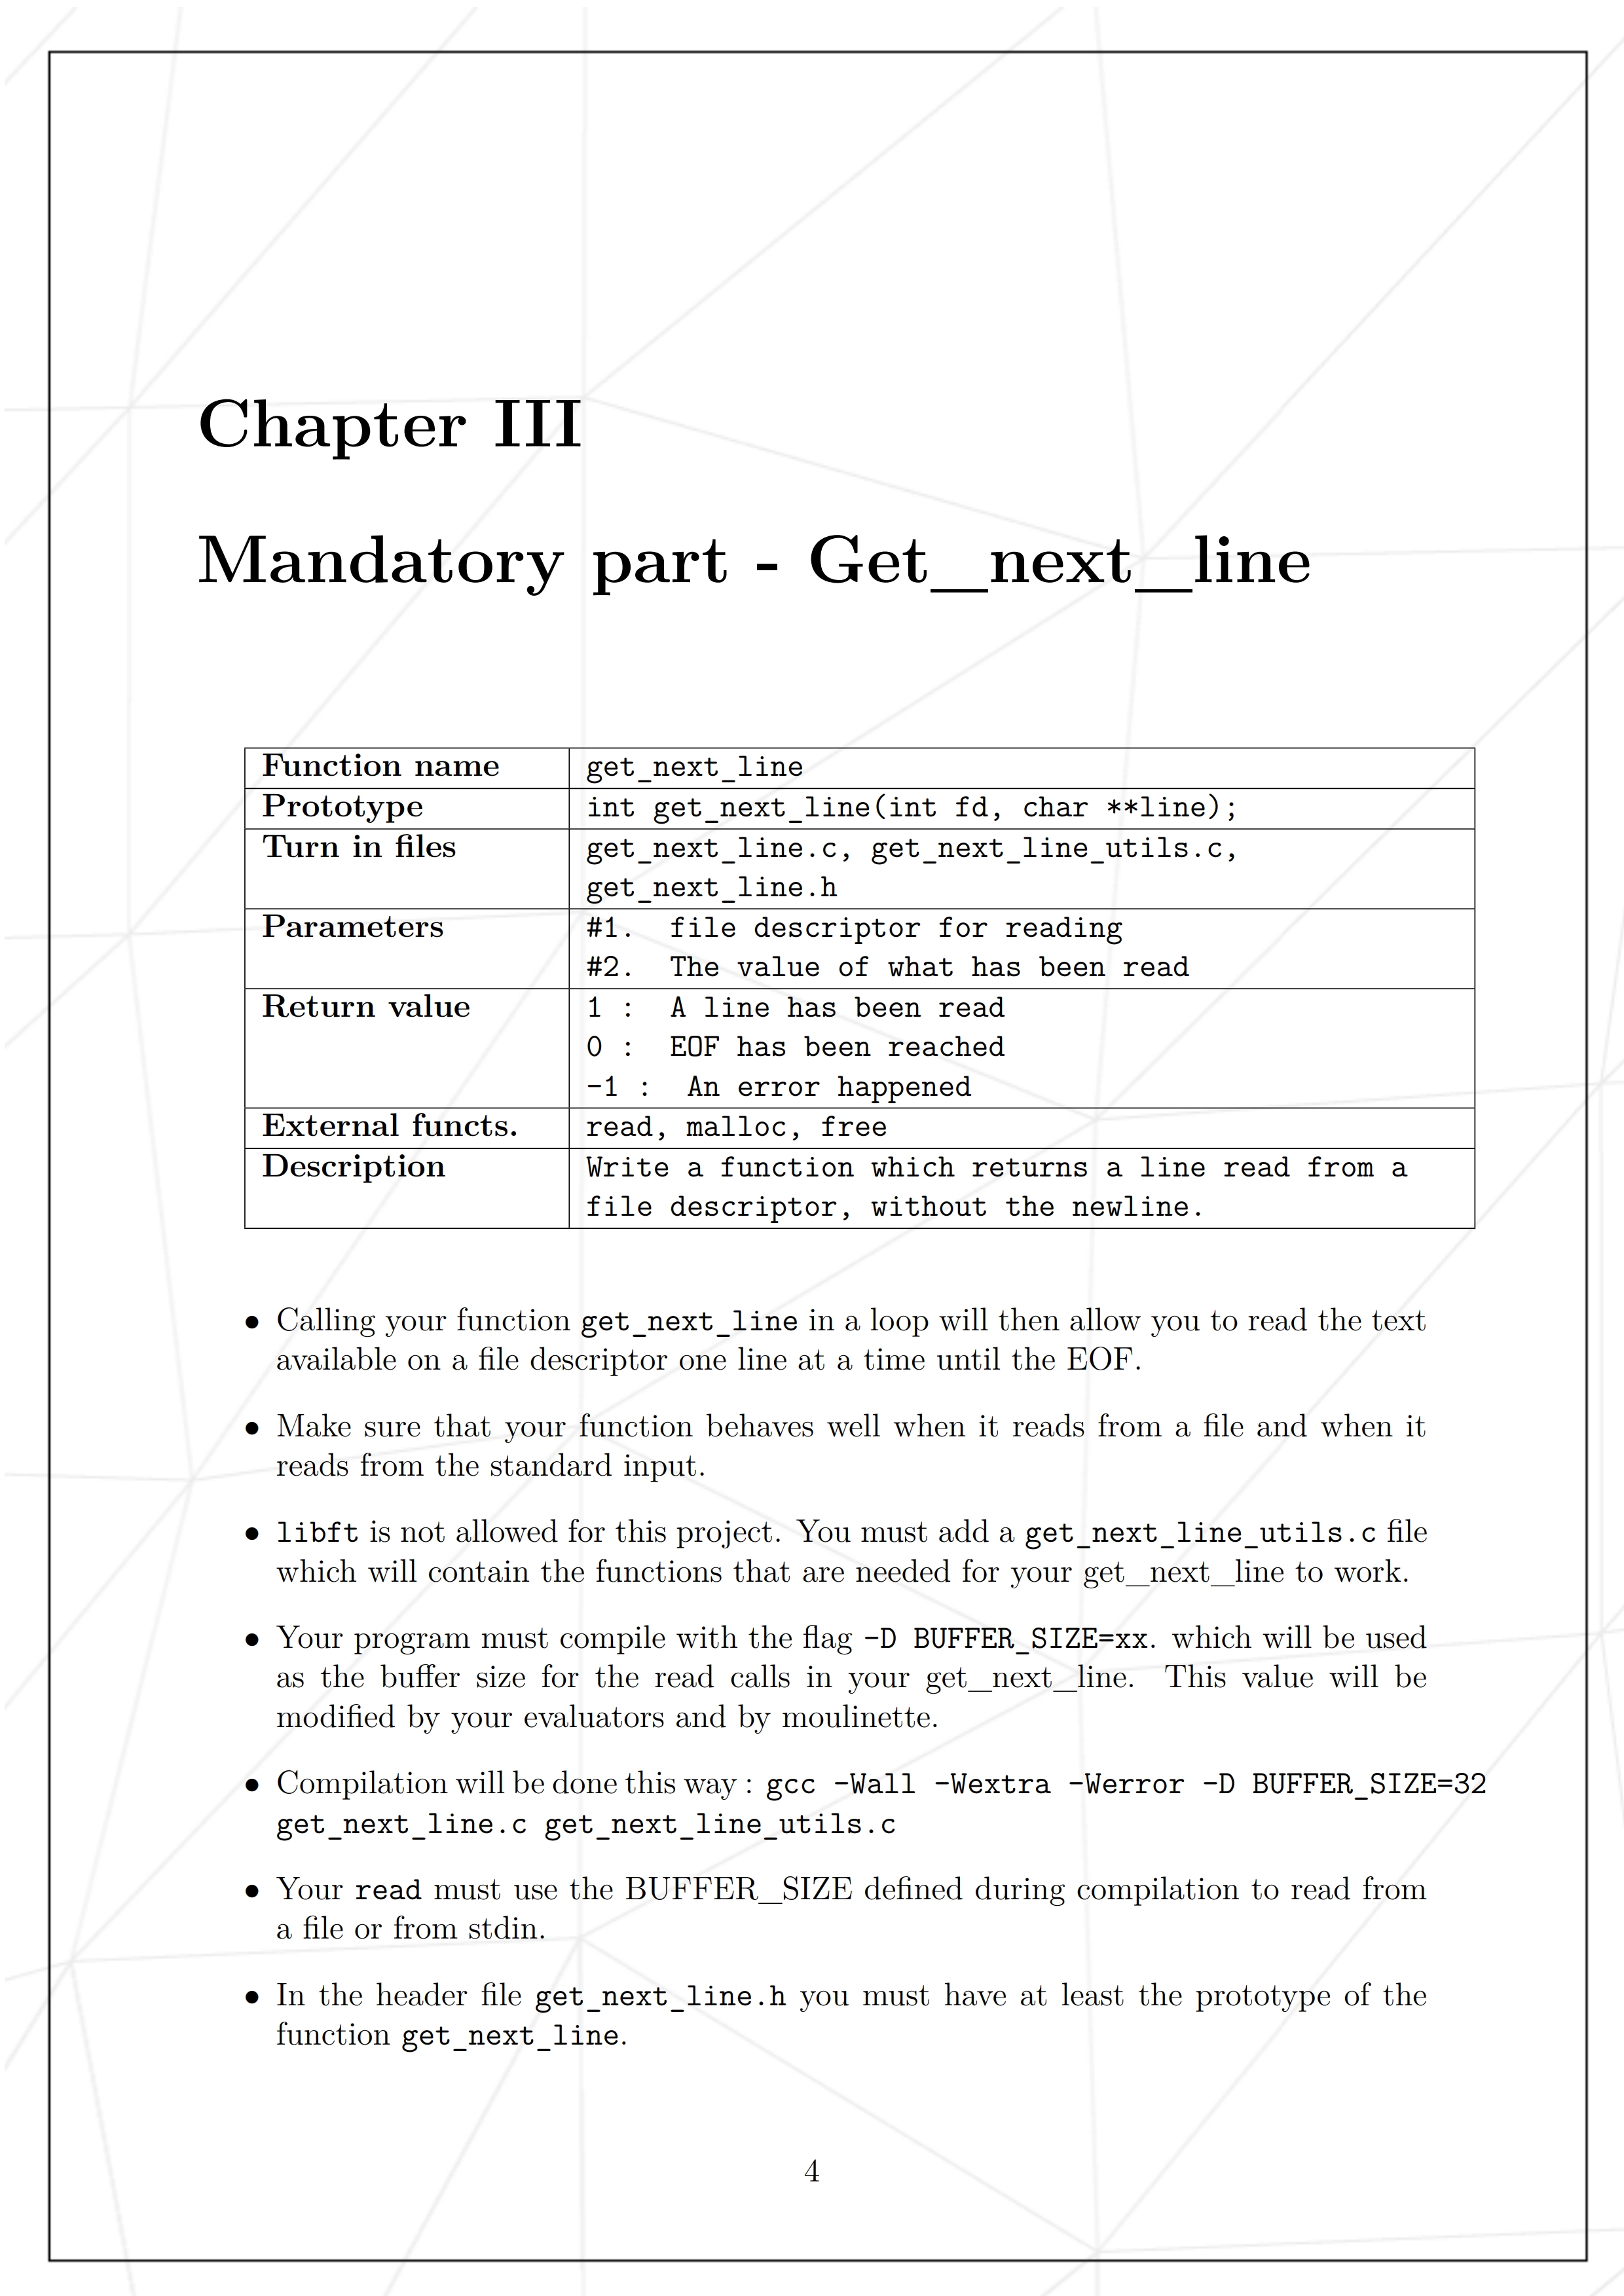 Chapter III
Mandatory part - Get_next_line
Function name get_next_line
Prototype int get_next_line(int fd, char **line);
Turn in files get_next_line.c, get_next_line_utils.c,
get_next_line.h
Parameters #1. file descriptor for reading
#2. The value of what has been read
Return value 1 : A line has been read
0 : EOF has been reached
-1 : An error happened
External functs. read, malloc, free
Description Write a function which returns a line read from a
file descriptor, without the newline.
• Calling your function get_next_line in a loop will then allow you to read the text
available on a file descriptor one line at a time until the EOF.
• Make sure that your function behaves well when it reads from a file and when it
reads from the standard input.
• libft is not allowed for this project. You must add a get_next_line_utils.c file
which will contain the functions that are needed for your get_next_line to work.
• Your program must compile with the flag -D BUFFER_SIZE=xx. which will be used
as the buffer size for the read calls in your get_next_line. This value will be
modified by your evaluators and by moulinette.
• Compilation will be done this way : gcc -Wall -Wextra -Werror -D BUFFER_SIZE=32
get_next_line.c get_next_line_utils.c
• Your read must use the BUFFER_SIZE defined during compilation to read from
a file or from stdin.
• In the header file get_next_line.h you must have at least the prototype of the
function get_next_line.
4